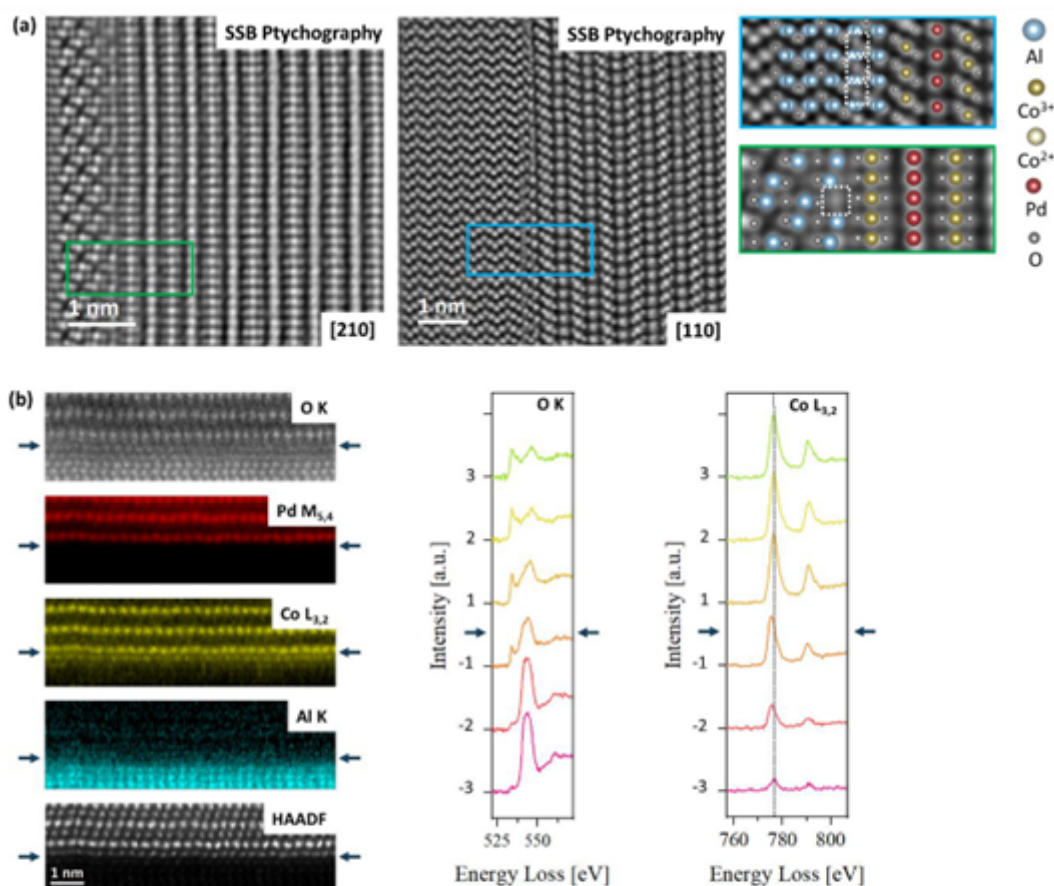 (a)
SSB Ptychography
1 nm
[210]
SSB Ptychography
1 nm
[110]
Al
Co³⁺
Co²⁺
Pd
O
(b)
O K
Pd M₅,₄
Co L₃,₂
Al K
HAADF
1 nm
O K
Intensity [a.u.]
3
2
1
-1
-2
-3
525 550
Energy Loss [eV]
Co L₃,₂
Intensity [a.u.]
3
2
1
-1
-2
-3
760 780 800
Energy Loss [eV]